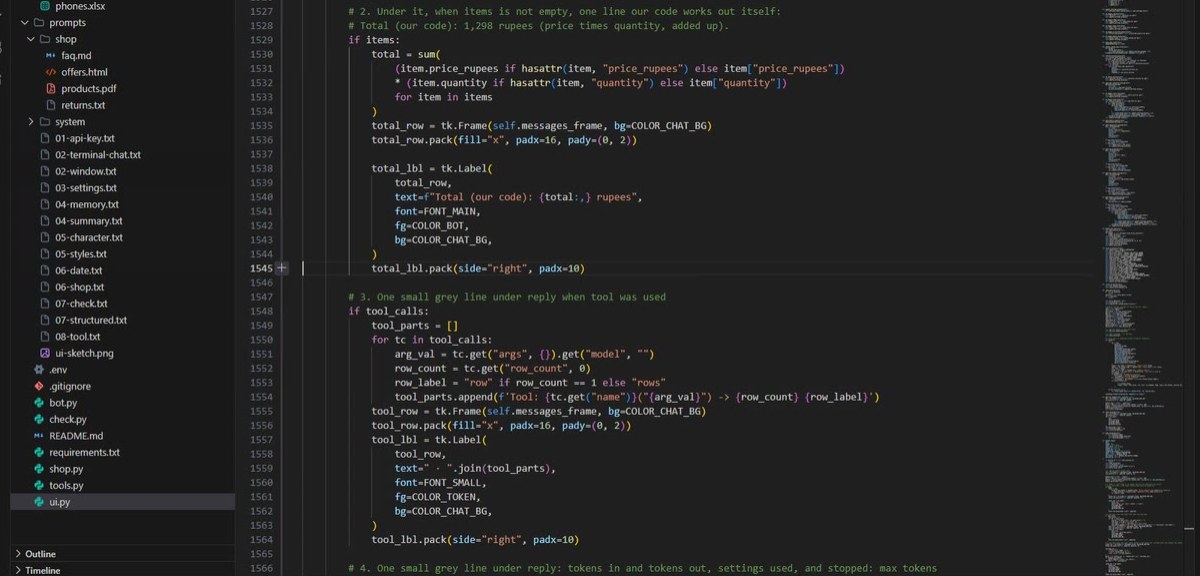 phones.xlsx
prompts
shop
faq.md
offers.html
products.pdf
returns.txt
system
01-api-key.txt
02-terminal-chat.txt
02-window.txt
03-settings.txt
04-memory.txt
04-summary.txt
05-character.txt
05-styles.txt
06-date.txt
06-shop.txt
07-check.txt
07-structured.txt
08-tool.txt
ui-sketch.png
.env
.gitignore
bot.py
check.py
README.md
requirements.txt
shop.py
tools.py
ui.py
Outline
Timeline
1527 # 2. Under it, when items is not empty, one line our code works out itself:
1528 # Total (our code): 1,298 rupees (price times quantity, added up).
1529 if items:
1530 total = sum(
1531 (item.price_rupees if hasattr(item, "price_rupees") else item["price_rupees"])
1532 * (item.quantity if hasattr(item, "quantity") else item["quantity"])
1533 for item in items
1534 )
1535 total_row = tk.Frame(self.messages_frame, bg=COLOR_CHAT_BG)
1536 total_row.pack(fill="x", padx=16, pady=(0, 2))
1537
1538 total_lbl = tk.Label(
1539 total_row,
1540 text=f"Total (our code): {total:,} rupees",
1541 font=FONT_MAIN,
1542 fg=COLOR_BOT,
1543 bg=COLOR_CHAT_BG,
1544 )
1545 total_lbl.pack(side="right", padx=10)
1546
1547 # 3. One small grey line under reply when tool was used
1548 if tool_calls:
1549 tool_parts = []
1550 for tc in tool_calls:
1551 arg_val = tc.get("args", {}).get("model", "")
1552 row_count = tc.get("row_count", 0)
1553 row_label = "row" if row_count == 1 else "rows"
1554 tool_parts.append(f'Tool: {tc.get("name")}("{arg_val}") -> {row_count} {row_label}')
1555 tool_row = tk.Frame(self.messages_frame, bg=COLOR_CHAT_BG)
1556 tool_row.pack(fill="x", padx=16, pady=(0, 2))
1557 tool_lbl = tk.Label(
1558 tool_row,
1559 text=" · ".join(tool_parts),
1560 font=FONT_SMALL,
1561 fg=COLOR_TOKEN,
1562 bg=COLOR_CHAT_BG,
1563 )
1564 tool_lbl.pack(side="right", padx=10)
1565
1566 # 4. One small grey line under reply: tokens in and tokens out, settings used, and stopped: max tokens